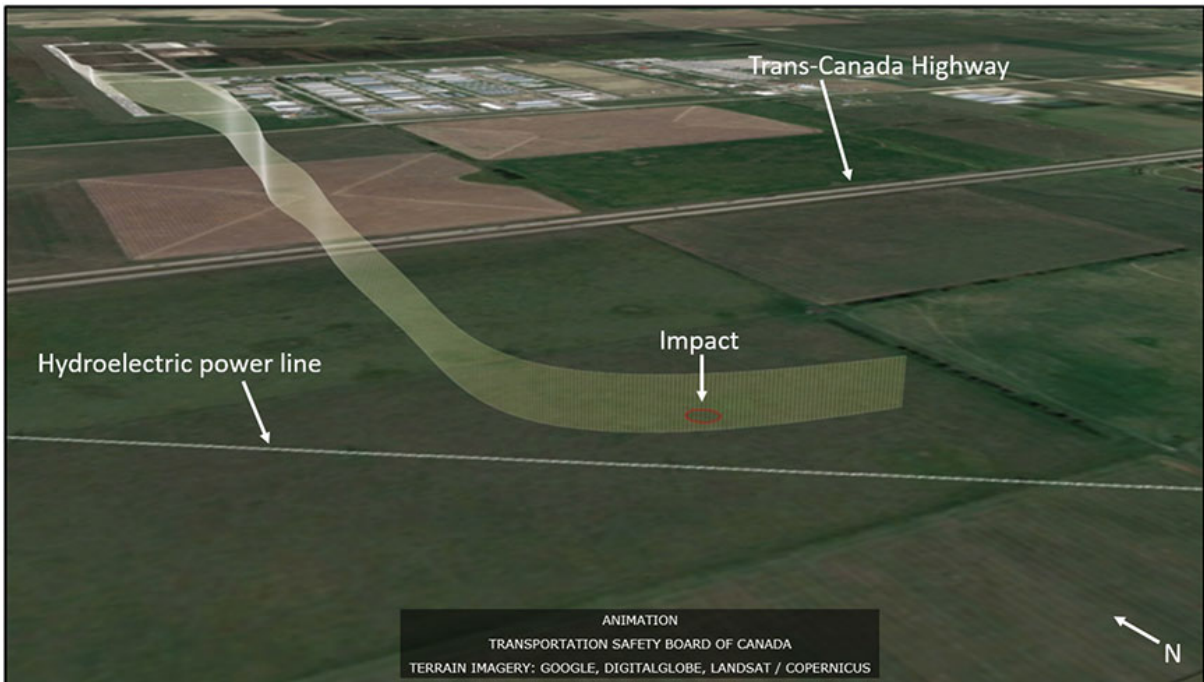 Trans-Canada Highway
Impact
Hydroelectric power line
ANIMATION
TRANSPORTATION SAFETY BOARD OF CANADA
TERRAIN IMAGERY: GOOGLE, DIGITALGLOBE, LANDSAT / COPERNICUS
N